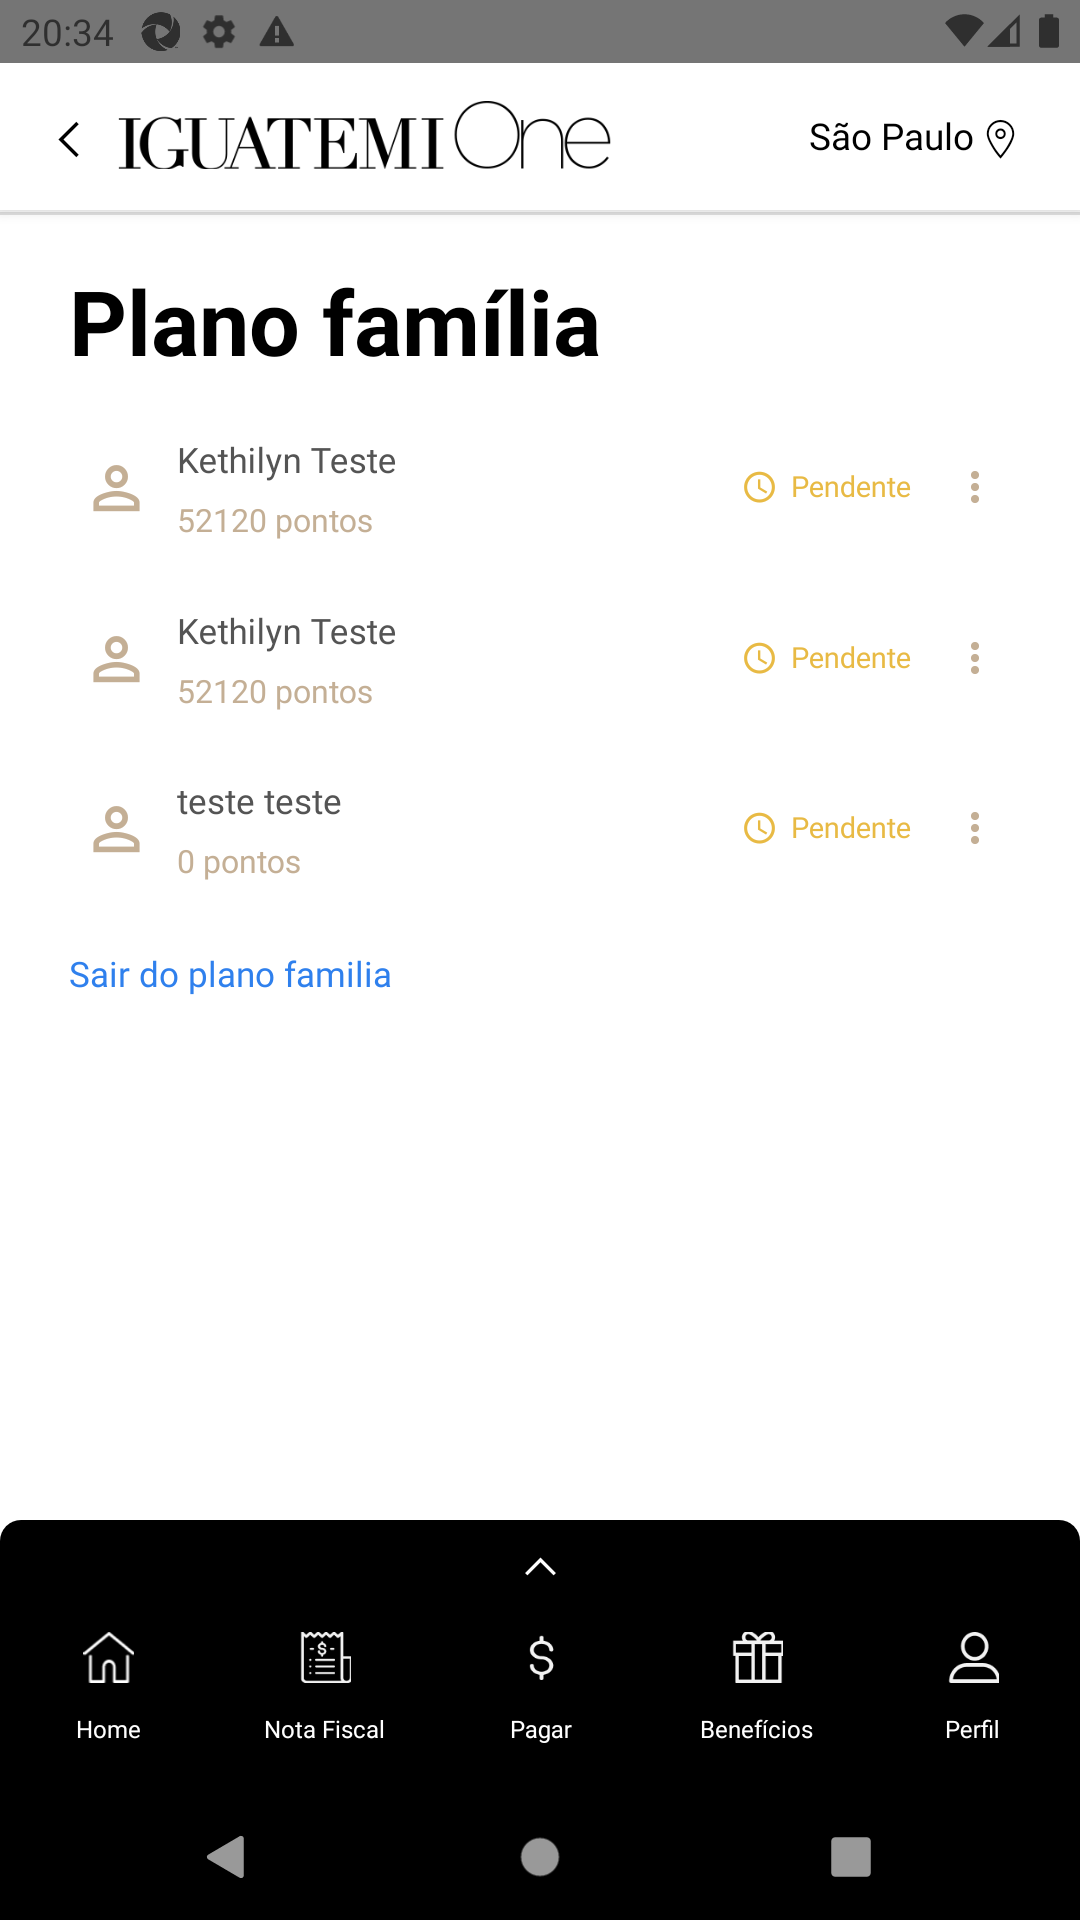 20:34
IGUATEMI One
São Paulo
Plano família
Kethilyn Teste
52120 pontos
Pendente
Kethilyn Teste
52120 pontos
Pendente
teste teste
0 pontos
Pendente
Sair do plano familia
Home
Nota Fiscal
Pagar
Benefícios
Perfil